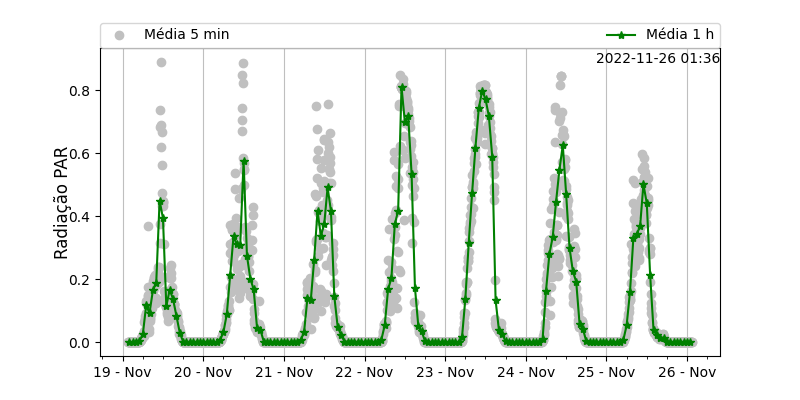 Média 5 min
Média 1 h
2022-11-26 01:36
Radiação PAR
0.8
0.6
0.4
0.2
0.0
19 - Nov
20 - Nov
21 - Nov
22 - Nov
23 - Nov
24 - Nov
25 - Nov
26 - Nov